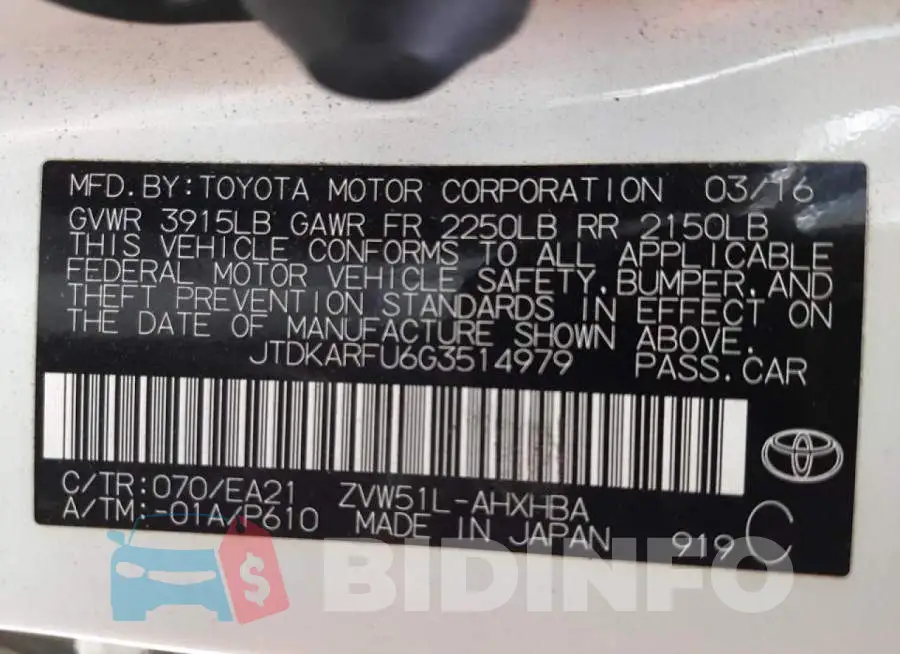 MFD.BY:TOYOTA MOTOR CORPORATION 03/16
GVWR 3915LB GAWR FR 2250LB RR 2150LB
THIS VEHICLE CONFORMS TO ALL APPLICABLE
FEDERAL MOTOR VEHICLE SAFETY,BUMPER,AND
THEFT PREVENTION STANDARDS IN EFFECT ON
THE DATE OF MANUFACTURE SHOWN ABOVE.
JTDKARFU6G3514979 PASS.CAR
C/TR:070/EA21 ZVW51L-AHXHBA
A/TM:-01A/P610 MADE IN JAPAN 919 C
$ BIDINFO